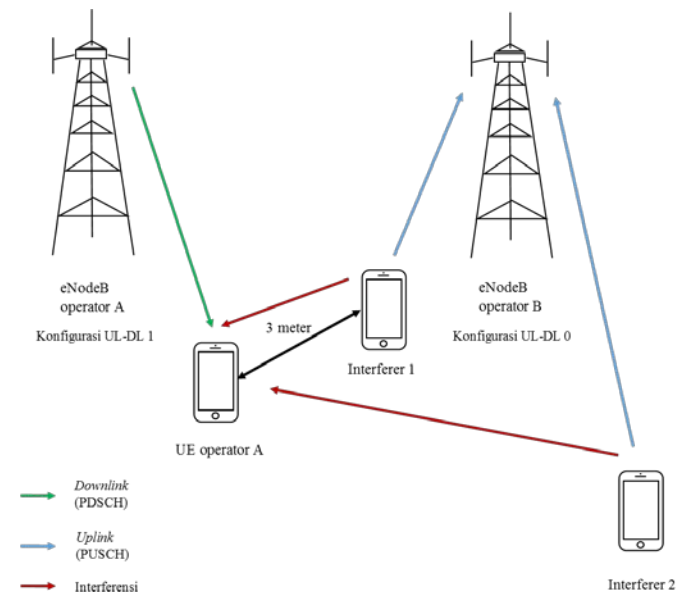 eNodeB
operator A
Konfigurasi UL-DL 1
eNodeB
operator B
Konfigurasi UL-DL 0
3 meter
Interferer 1
UE operator A
Downlink
(PDSCH)
Uplink
(PUSCH)
Interferensi
Interferer 2